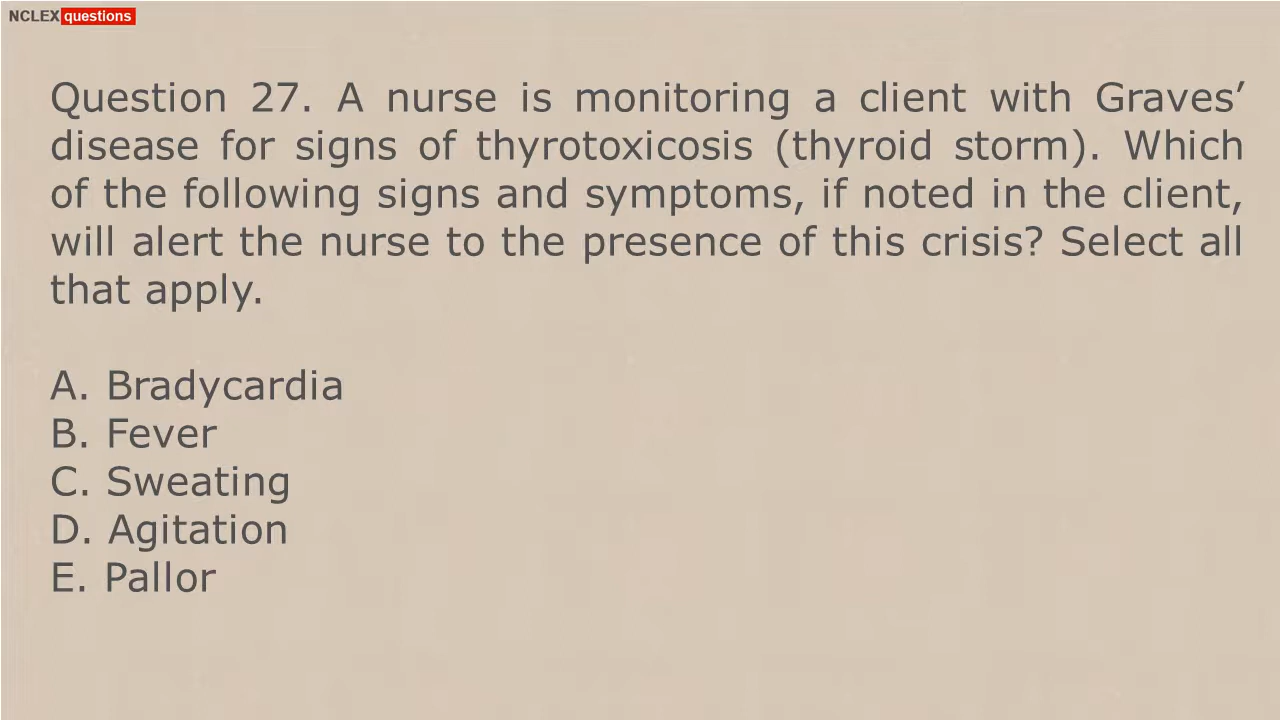 NCLEX questions
Question 27. A nurse is monitoring a client with Graves’
disease for signs of thyrotoxicosis (thyroid storm). Which
of the following signs and symptoms, if noted in the client,
will alert the nurse to the presence of this crisis? Select all
that apply.
A. Bradycardia
B. Fever
C. Sweating
D. Agitation
E. Pallor